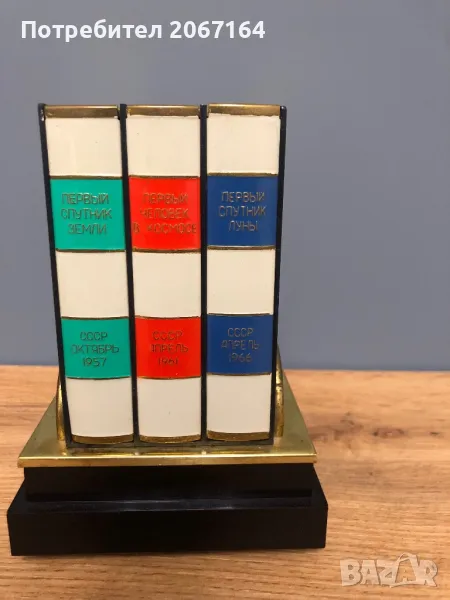 Потребител 2067164
ПЕРВЫЙ
СПУТНИК
ЗЕМЛИ
СССР
ОКТЯБРЬ
1957
ПЕРВЫЙ
ЧЕЛОВЕК
В КОСМОСЕ
СССР
АПРЕЛЬ
1961
ПЕРВЫЙ
СПУТНИК
ЛУНЫ
СССР
АПРЕЛЬ
1966
BAZAR